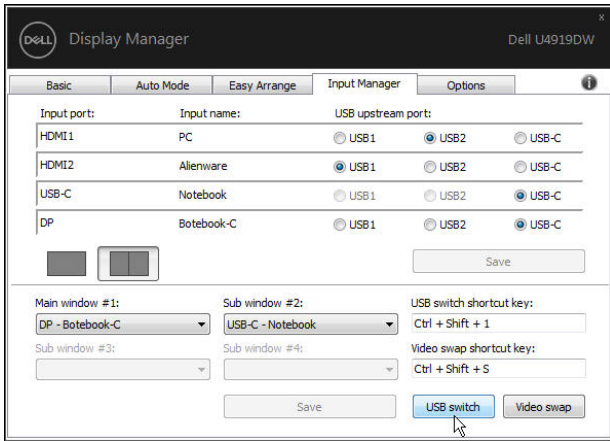 DELL Display Manager Dell U4919DW
x
Basic Auto Mode Easy Arrange Input Manager Options i
Input port: Input name: USB upstream port:
HDMI1 PC USB1 USB2 USB-C
HDMI2 Alienware USB1 USB2 USB-C
USB-C Notebook USB1 USB2 USB-C
DP Botebook-C USB1 USB2 USB-C
Save
Main window #1: Sub window #2: USB switch shortcut key:
DP - Botebook-C USB-C - Notebook Ctrl + Shift + 1
Sub window #3: Sub window #4: Video swap shortcut key:
Ctrl + Shift + S
Save USB switch Video swap